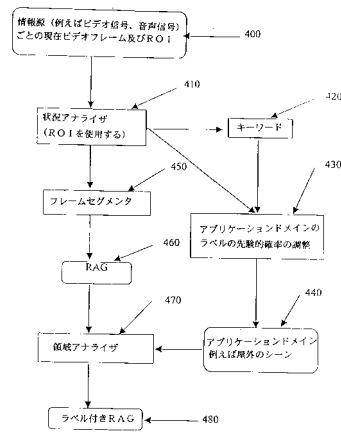 情報源（例えばビデオ信号、音声信号）
ごとの現在ビデオフレーム及びＲＯＩ
400
410
420
状況アナライザ
（ＲＯＩを使用する）
キーワード
450
430
フレームセグメンタ
アプリケーションドメインの
ラベルの先験的確率の調整
460
RAG
470
440
領域アナライザ
アプリケーションドメイン
例えば屋外のシーン
ラベル付きＲＡＧ
480